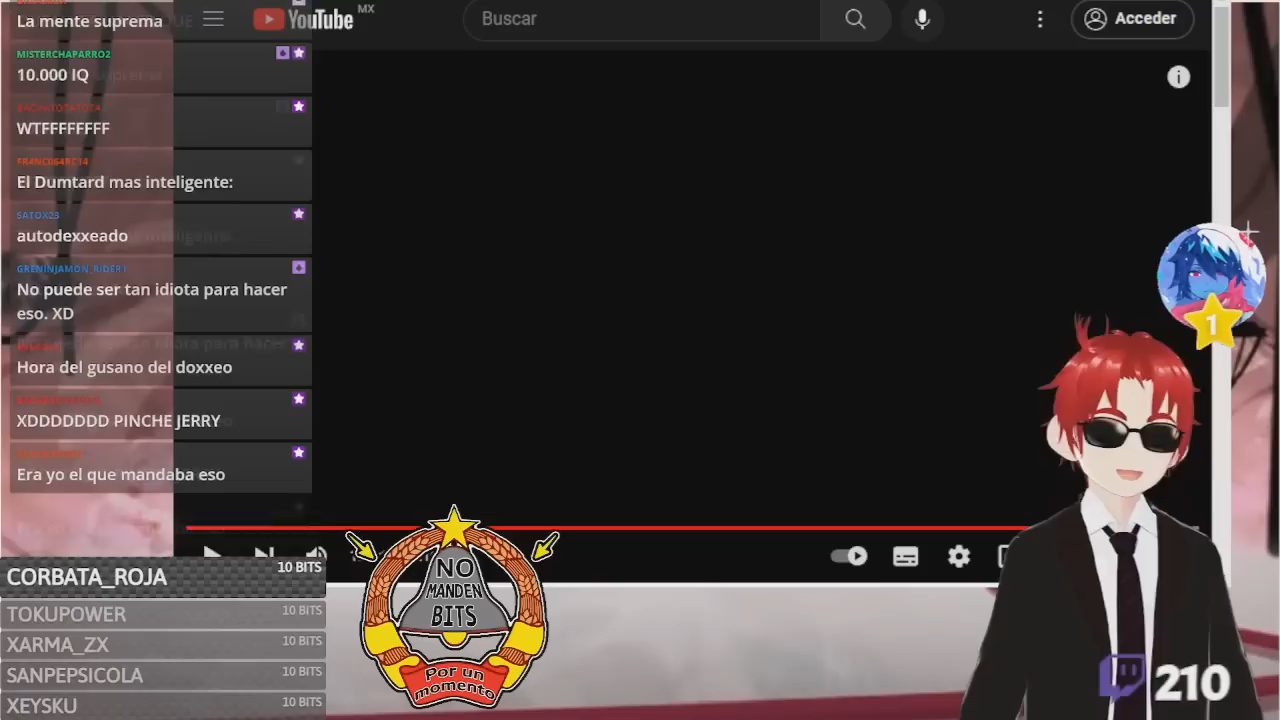 La mente suprema
YouTube MX
Buscar
Acceder
MISTERCHAPARRO2
10.000 IQ
WTFFFFFFFF
El Dumtard mas inteligente:
SATOX23
autodexxeado
GRENINJAMON_RIDER1
No puede ser tan idiota para hacer
eso. XD
Hora del gusano del doxxeo
XDDDDDDD PINCHE JERRY
Era yo el que mandaba eso
1
CORBATA_ROJA 10 BITS
TOKUPOWER 10 BITS
XARMA_ZX 10 BITS
SANPEPSICOLA 10 BITS
XEYSKU 10 BITS
NO
MANDEN
BITS
Por un
momento
210